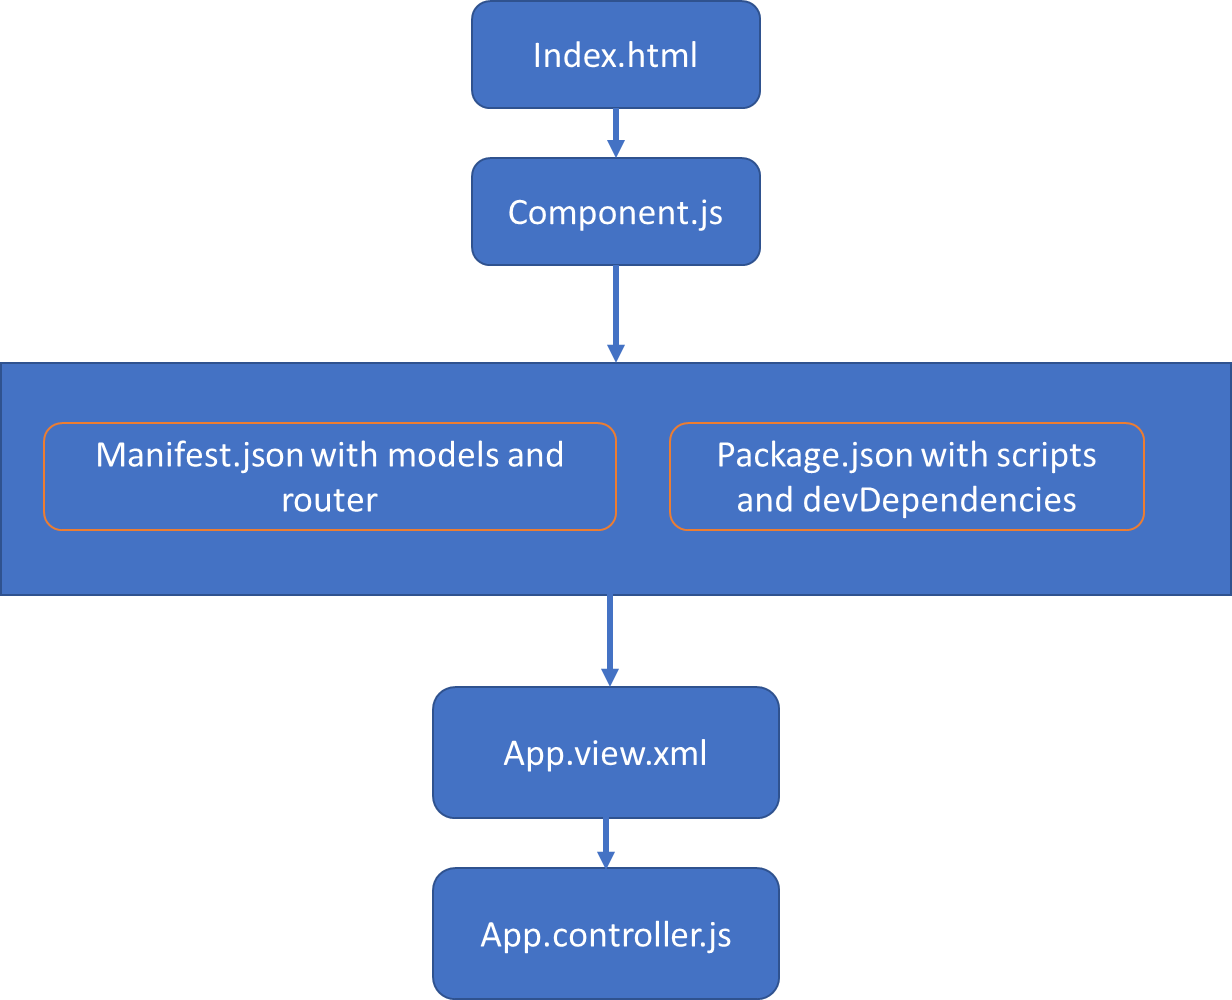 Index.html
Component.js
Manifest.json with models and
router
Package.json with scripts
and devDependencies
App.view.xml
App.controller.js